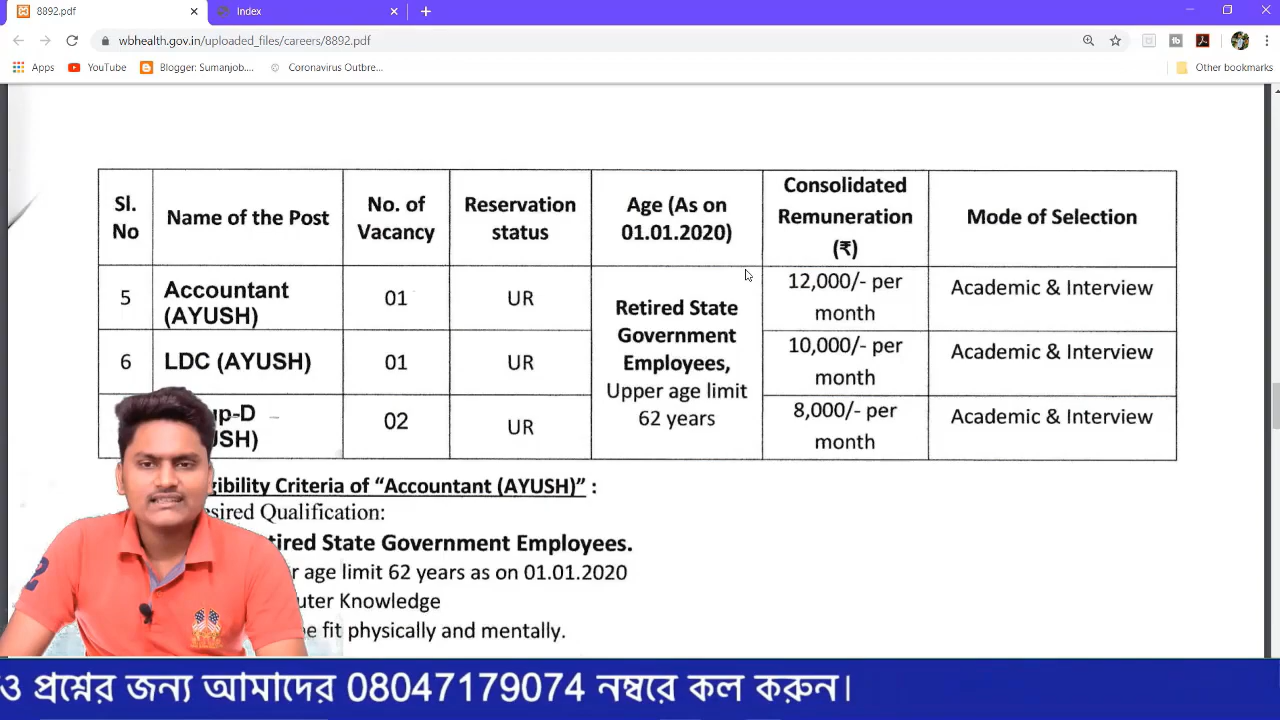 8892.pdf
Index
wbhealth.gov.in/uploaded_files/careers/8892.pdf
Apps
YouTube
Blogger: Sumanjob....
Coronavirus Outbre...
Other bookmarks
Sl. No
Name of the Post
No. of Vacancy
Reservation status
Age (As on 01.01.2020)
Consolidated Remuneration (₹)
Mode of Selection
5
Accountant (AYUSH)
01
UR
Retired State Government Employees, Upper age limit 62 years
12,000/- per month
Academic & Interview
6
LDC (AYUSH)
01
UR
10,000/- per month
Academic & Interview
up-D
SH)
02
UR
8,000/- per month
Academic & Interview
gibility Criteria of “Accountant (AYUSH)” :
sired Qualification:
tired State Government Employees.
r age limit 62 years as on 01.01.2020
uter Knowledge
e fit physically and mentally.
ও প্রশ্নের জন্য আমাদের 08047179074 নম্বরে কল করুন।